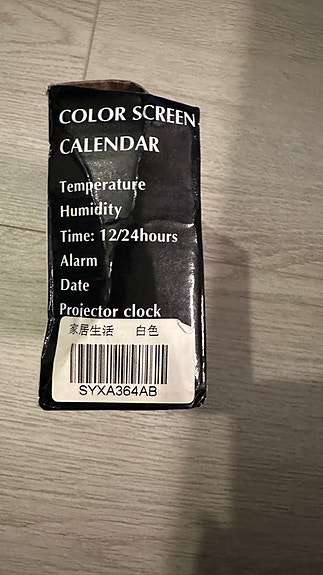 COLOR SCREEN
CALENDAR
Temperature
Humidity
Time: 12/24hours
Alarm
Date
Projector clock
家居生活 白色
SYXA364AB